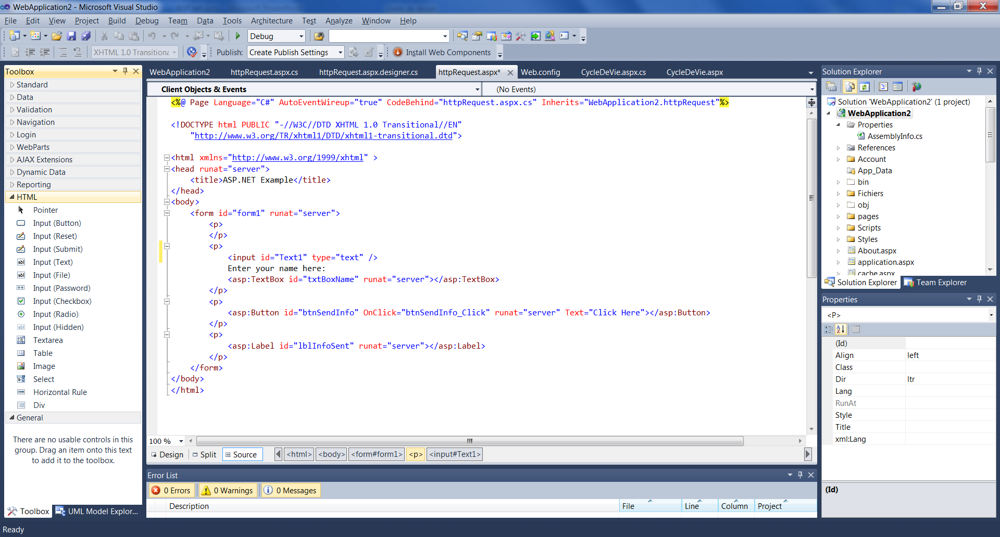 WebApplication2 - Microsoft Visual Studio
File Edit View Project Build Debug Team Data Tools Architecture Test Analyze Window Help
Debug
XHTML 1.0 Transitiona Publish: Create Publish Settings Install Web Components
Toolbox
Standard
Data
Validation
Navigation
Login
WebParts
AJAX Extensions
Dynamic Data
Reporting
HTML
Pointer
Input (Button)
Input (Reset)
Input (Submit)
Input (Text)
Input (File)
Input (Password)
Input (Checkbox)
Input (Radio)
Input (Hidden)
Textarea
Table
Image
Select
Horizontal Rule
Div
General
There are no usable controls in this
group. Drag an item onto this text
to add it to the toolbox.
Toolbox UML Model Explor...
WebApplication2 httpRequest.aspx.cs httpRequest.aspx.designer.cs httpRequest.aspx* Web.config CycleDeVie.aspx.cs CycleDeVie.aspx
Client Objects & Events (No Events)
<%@ Page Language="C#" AutoEventWireup="true" CodeBehind="httpRequest.aspx.cs" Inherits="WebApplication2.httpRequest"%>
<!DOCTYPE html PUBLIC "-//W3C//DTD XHTML 1.0 Transitional//EN"
"http://www.w3.org/TR/xhtml1/DTD/xhtml1-transitional.dtd">
<html xmlns="http://www.w3.org/1999/xhtml" >
<head runat="server">
<title>ASP.NET Example</title>
</head>
<body>
<form id="form1" runat="server">
<p>
</p>
<p>
<input id="Text1" type="text" />
Enter your name here:
<asp:TextBox id="txtBoxName" runat="server"></asp:TextBox>
</p>
<p>
<asp:Button id="btnSendInfo" OnClick="btnSendInfo_Click" runat="server" Text="Click Here"></asp:Button>
</p>
<p>
<asp:Label id="lblInfoSent" runat="server"></asp:Label>
</p>
</form>
</body>
</html>
100 %
Design Split Source <html> <body> <form#form1> <p> <input#Text1>
Error List
0 Errors 0 Warnings 0 Messages
Description File Line Column Project
Solution Explorer
Solution 'WebApplication2' (1 project)
WebApplication2
Properties
AssemblyInfo.cs
References
Account
App_Data
bin
Fichiers
obj
pages
Scripts
Styles
About.aspx
application.aspx
cache.aspx
Solution Explorer Team Explorer
Properties
<P>
(Id)
Align left
Class
Dir ltr
Lang
RunAt
Style
Title
xml:Lang
(Id)
Ready